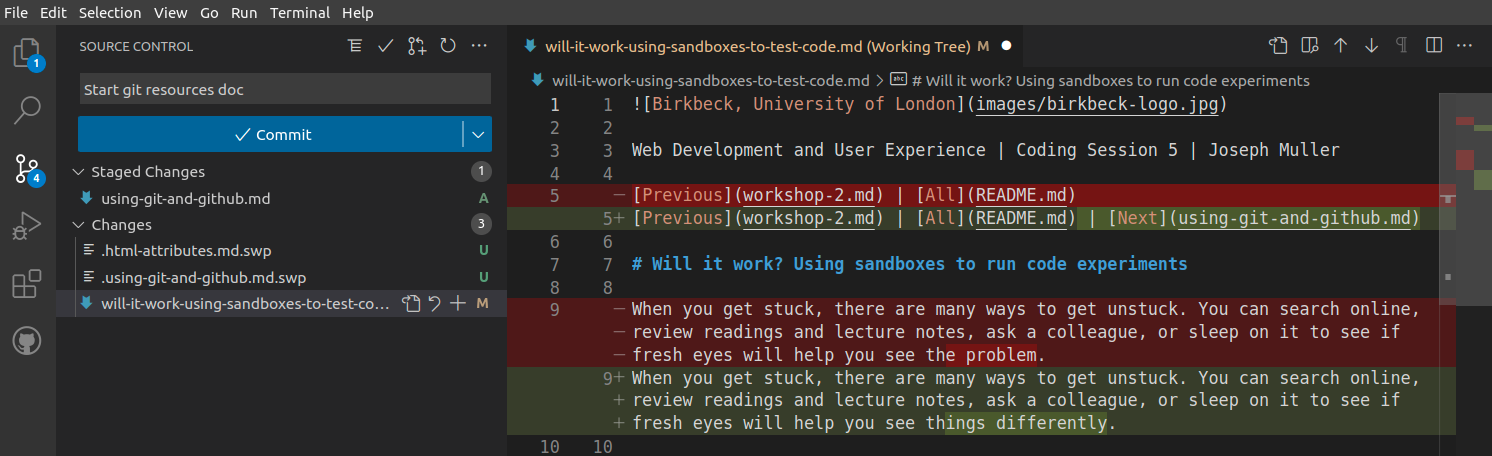 File Edit Selection View Go Run Terminal Help
SOURCE CONTROL
Start git resources doc
Commit
Staged Changes 1
using-git-and-github.md A
Changes 3
.html-attributes.md.swp U
.using-git-and-github.md.swp U
will-it-work-using-sandboxes-to-test-co... M
1
4
will-it-work-using-sandboxes-to-test-code.md (Working Tree) M
will-it-work-using-sandboxes-to-test-code.md > abc # Will it work? Using sandboxes to run code experiments
1 1 ![Birkbeck, University of London](images/birkbeck-logo.jpg)
2 2
3 3 Web Development and User Experience | Coding Session 5 | Joseph Muller
4 4
5 — [Previous](workshop-2.md) | [All](README.md)
5+ [Previous](workshop-2.md) | [All](README.md) | [Next](using-git-and-github.md)
6 6
7 7 # Will it work? Using sandboxes to run code experiments
8 8
9 — When you get stuck, there are many ways to get unstuck. You can search online,
— review readings and lecture notes, ask a colleague, or sleep on it to see if
— fresh eyes will help you see the problem.
9+ When you get stuck, there are many ways to get unstuck. You can search online,
+ review readings and lecture notes, ask a colleague, or sleep on it to see if
+ fresh eyes will help you see things differently.
10 10